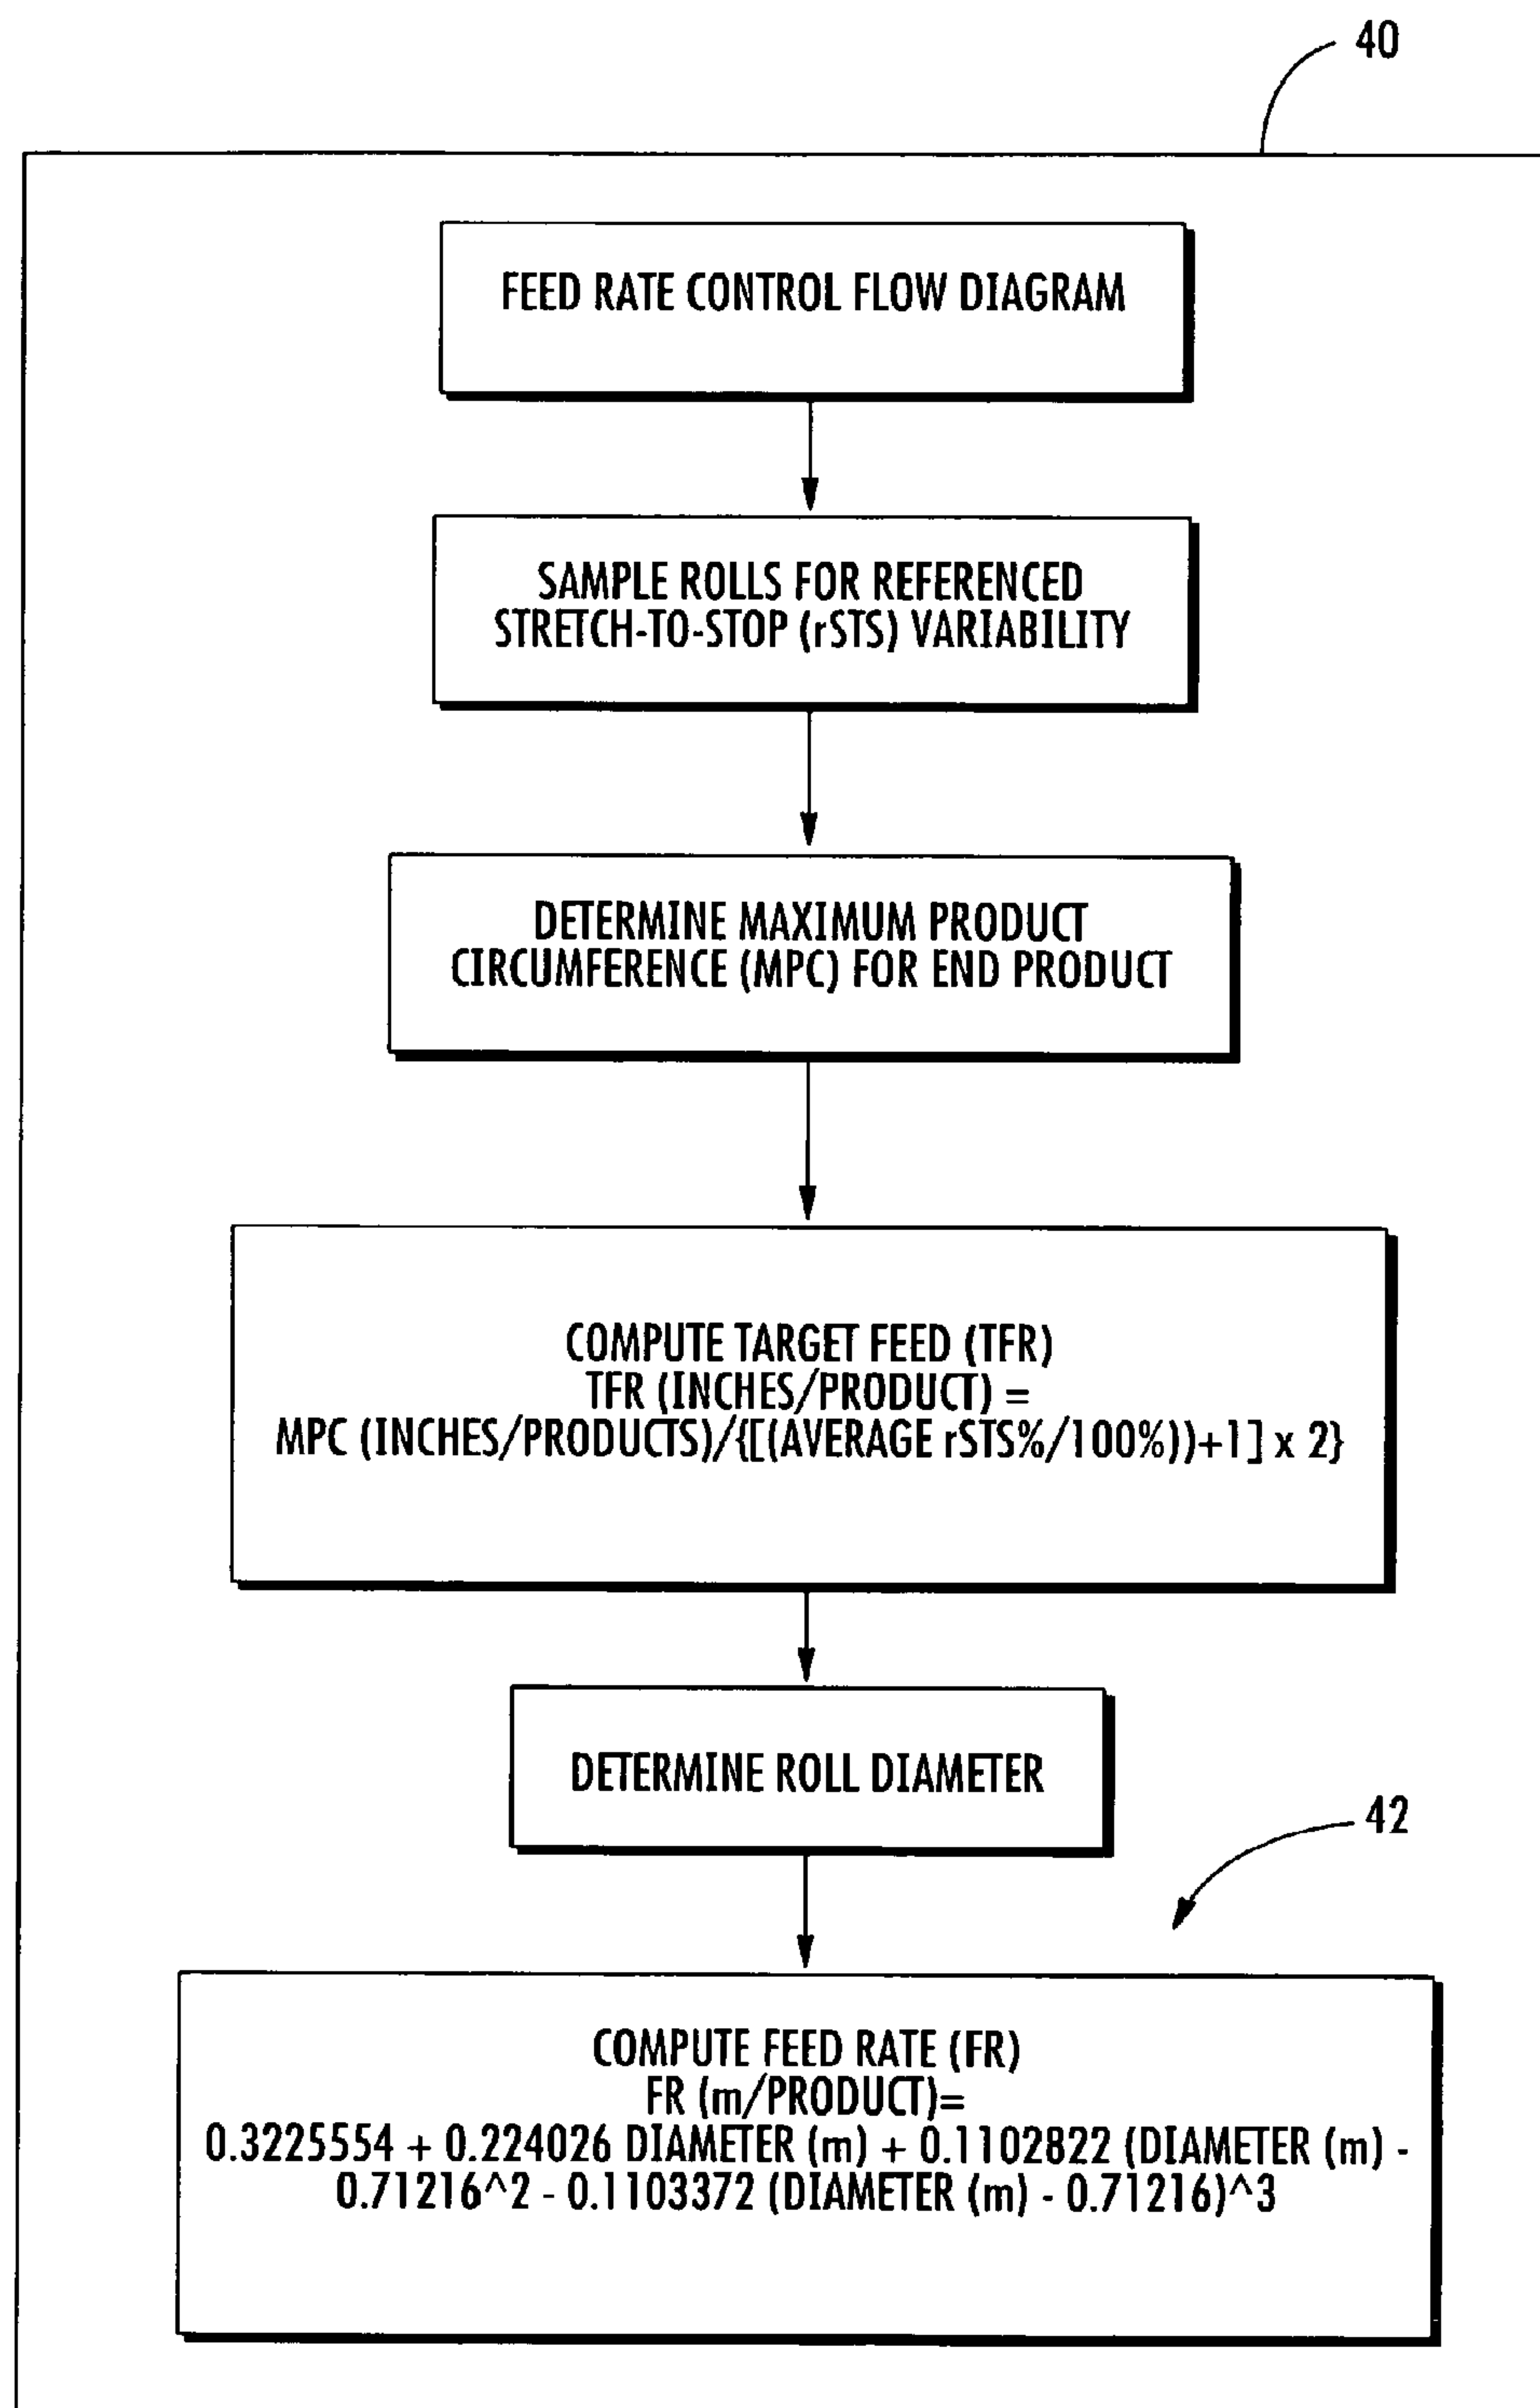 40
FEED RATE CONTROL FLOW DIAGRAM
SAMPLE ROLLS FOR REFERENCED
STRETCH-TO-STOP (rSTS) VARIABILITY
DETERMINE MAXIMUM PRODUCT
CIRCUMFERENCE (MPC) FOR END PRODUCT
COMPUTE TARGET FEED (TFR)
TFR (INCHES/PRODUCT) =
MPC (INCHES/PRODUCTS)/{[(AVERAGE rSTS%/100%))+1] x 2}
DETERMINE ROLL DIAMETER
42
COMPUTE FEED RATE (FR)
FR (m/PRODUCT)=
0.3225554 + 0.224026 DIAMETER (m) + 0.1102822 (DIAMETER (m) -
0.71216^2 - 0.1103372 (DIAMETER (m) - 0.71216)^3